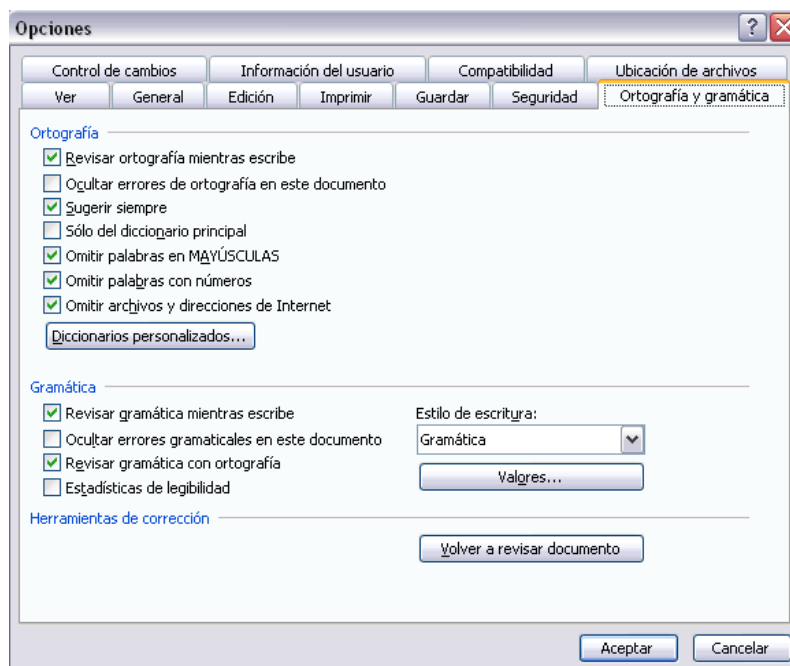 Opciones
Control de cambios Información del usuario Compatibilidad Ubicación de archivos
Ver General Edición Imprimir Guardar Seguridad Ortografía y gramática
Ortografía
Revisar ortografía mientras escribe
Ocultar errores de ortografía en este documento
Sugerir siempre
Sólo del diccionario principal
Omitir palabras en MAYÚSCULAS
Omitir palabras con números
Omitir archivos y direcciones de Internet
Diccionarios personalizados...
Gramática
Revisar gramática mientras escribe Estilo de escritura:
Ocultar errores gramaticales en este documento Gramática
Revisar gramática con ortografía
Estadísticas de legibilidad Valores...
Herramientas de corrección
Volver a revisar documento
Aceptar Cancelar